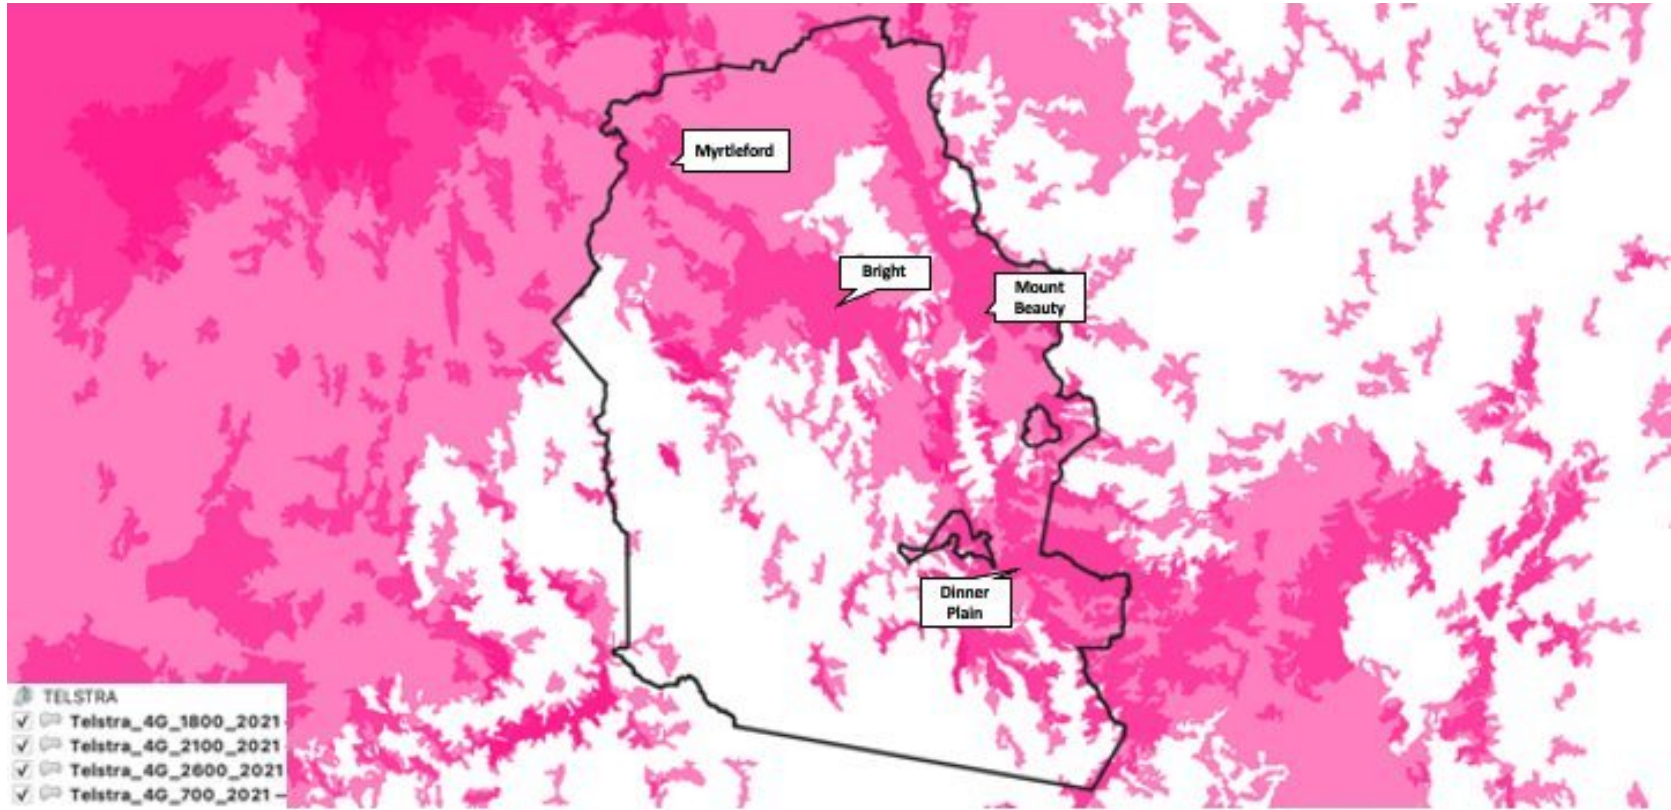 Myrtleford
Bright
Mount
Beauty
Dinner
Plain
TELSTRA
Telstra_4G_1800_2021
Telstra_4G_2100_2021
Telstra_4G_2600_2021
Telstra_4G_700_2021 —